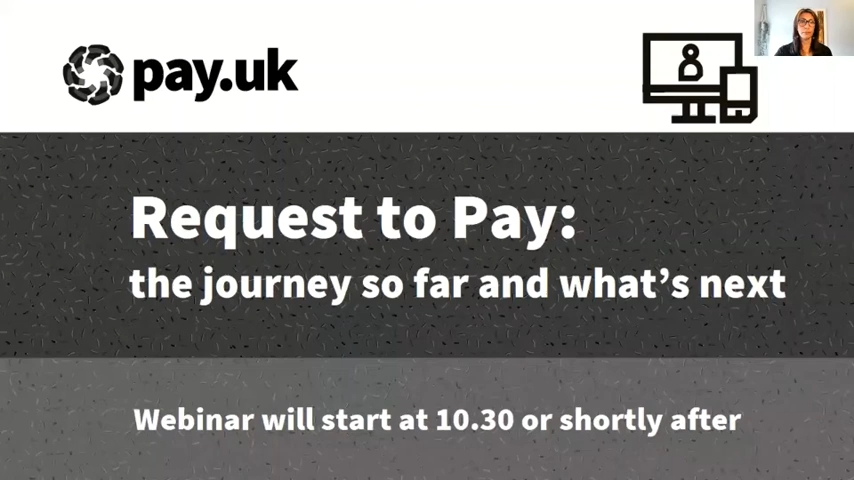 pay.uk
Request to Pay:
the journey so far and what's next
Webinar will start at 10.30 or shortly after